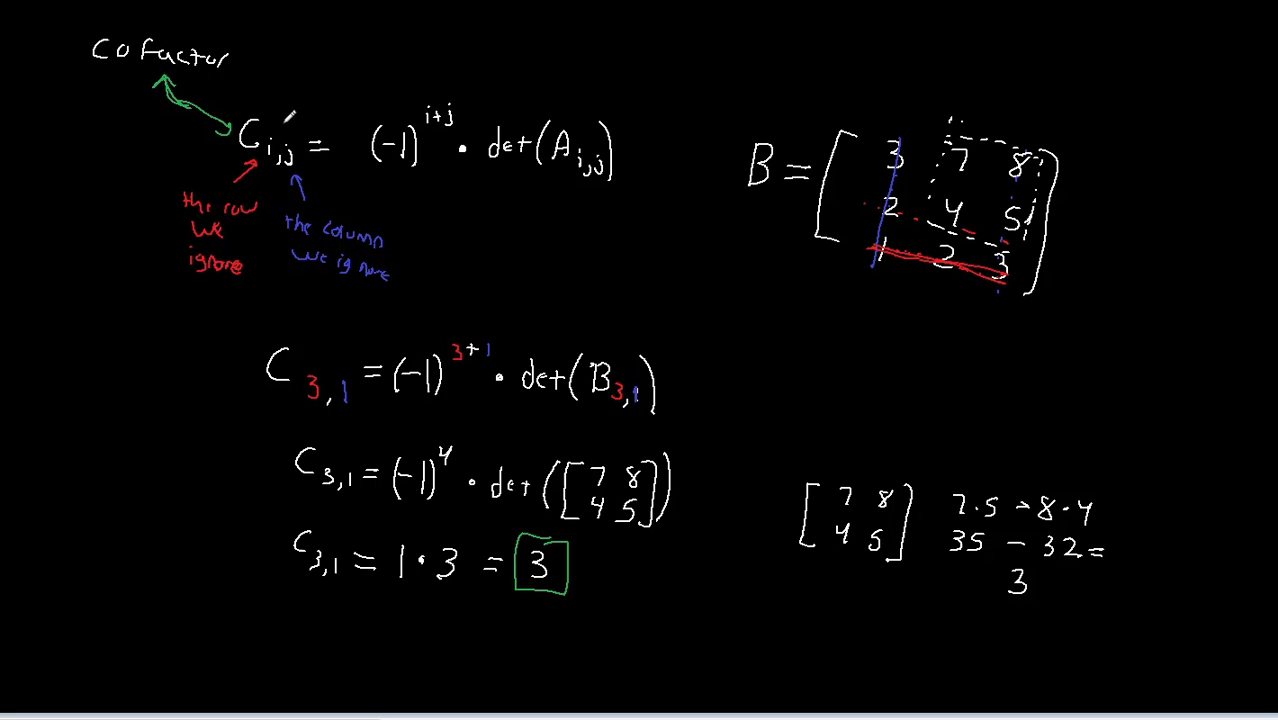 Cofactor
C i,j = (-1)^i+j · det(A i,j)
the row we ignore
the column we ignore
B = [ 3 7 8
2 4 5
1 2 3 ]
C 3,1 = (-1)^3+1 · det(B 3,1)
C 3,1 = (-1)^4 · det([ 7 8
4 5 ])
C 3,1 = 1 · 3 = 3
[ 7 8
4 5 ]
7·5 - 8·4
35 - 32 =
3